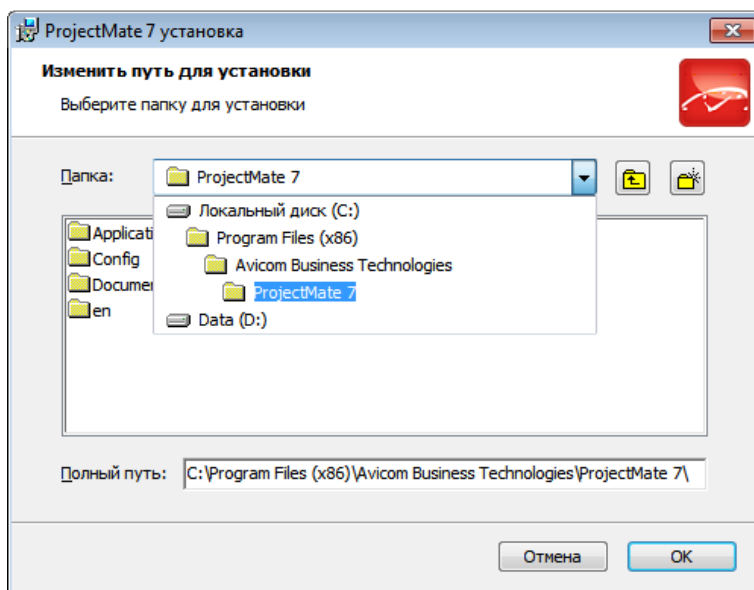 ProjectMate 7 установка
Изменить путь для установки
Выберите папку для установки
Папка:
ProjectMate 7
Локальный диск (C:)
Program Files (x86)
Avicom Business Technologies
ProjectMate 7
Data (D:)
Applicati
Config
Documer
en
Полный путь:
C:\Program Files (x86)\Avicom Business Technologies\ProjectMate 7\
Отмена
OK